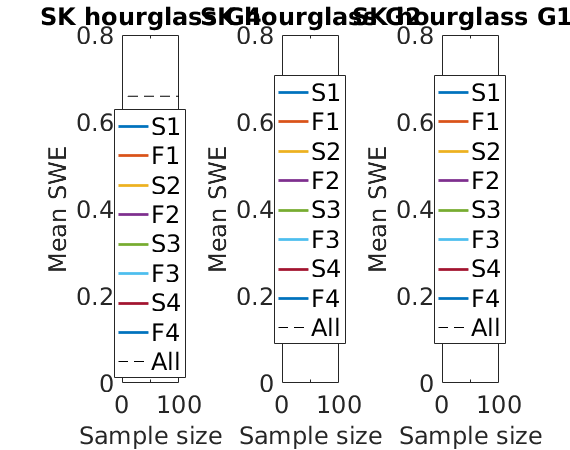 SK hourglass G4
SK hourglass G2
SK hourglass G1
Mean SWE
0.8
0.6
0.4
0.2
0
S1
F1
S2
F2
S3
F3
S4
F4
All
0 100
Sample size
Mean SWE
0.8
0.6
0.4
0.2
0
S1
F1
S2
F2
S3
F3
S4
F4
All
0 100
Sample size
Mean SWE
0.8
0.6
0.4
0.2
0
S1
F1
S2
F2
S3
F3
S4
F4
All
0 100
Sample size